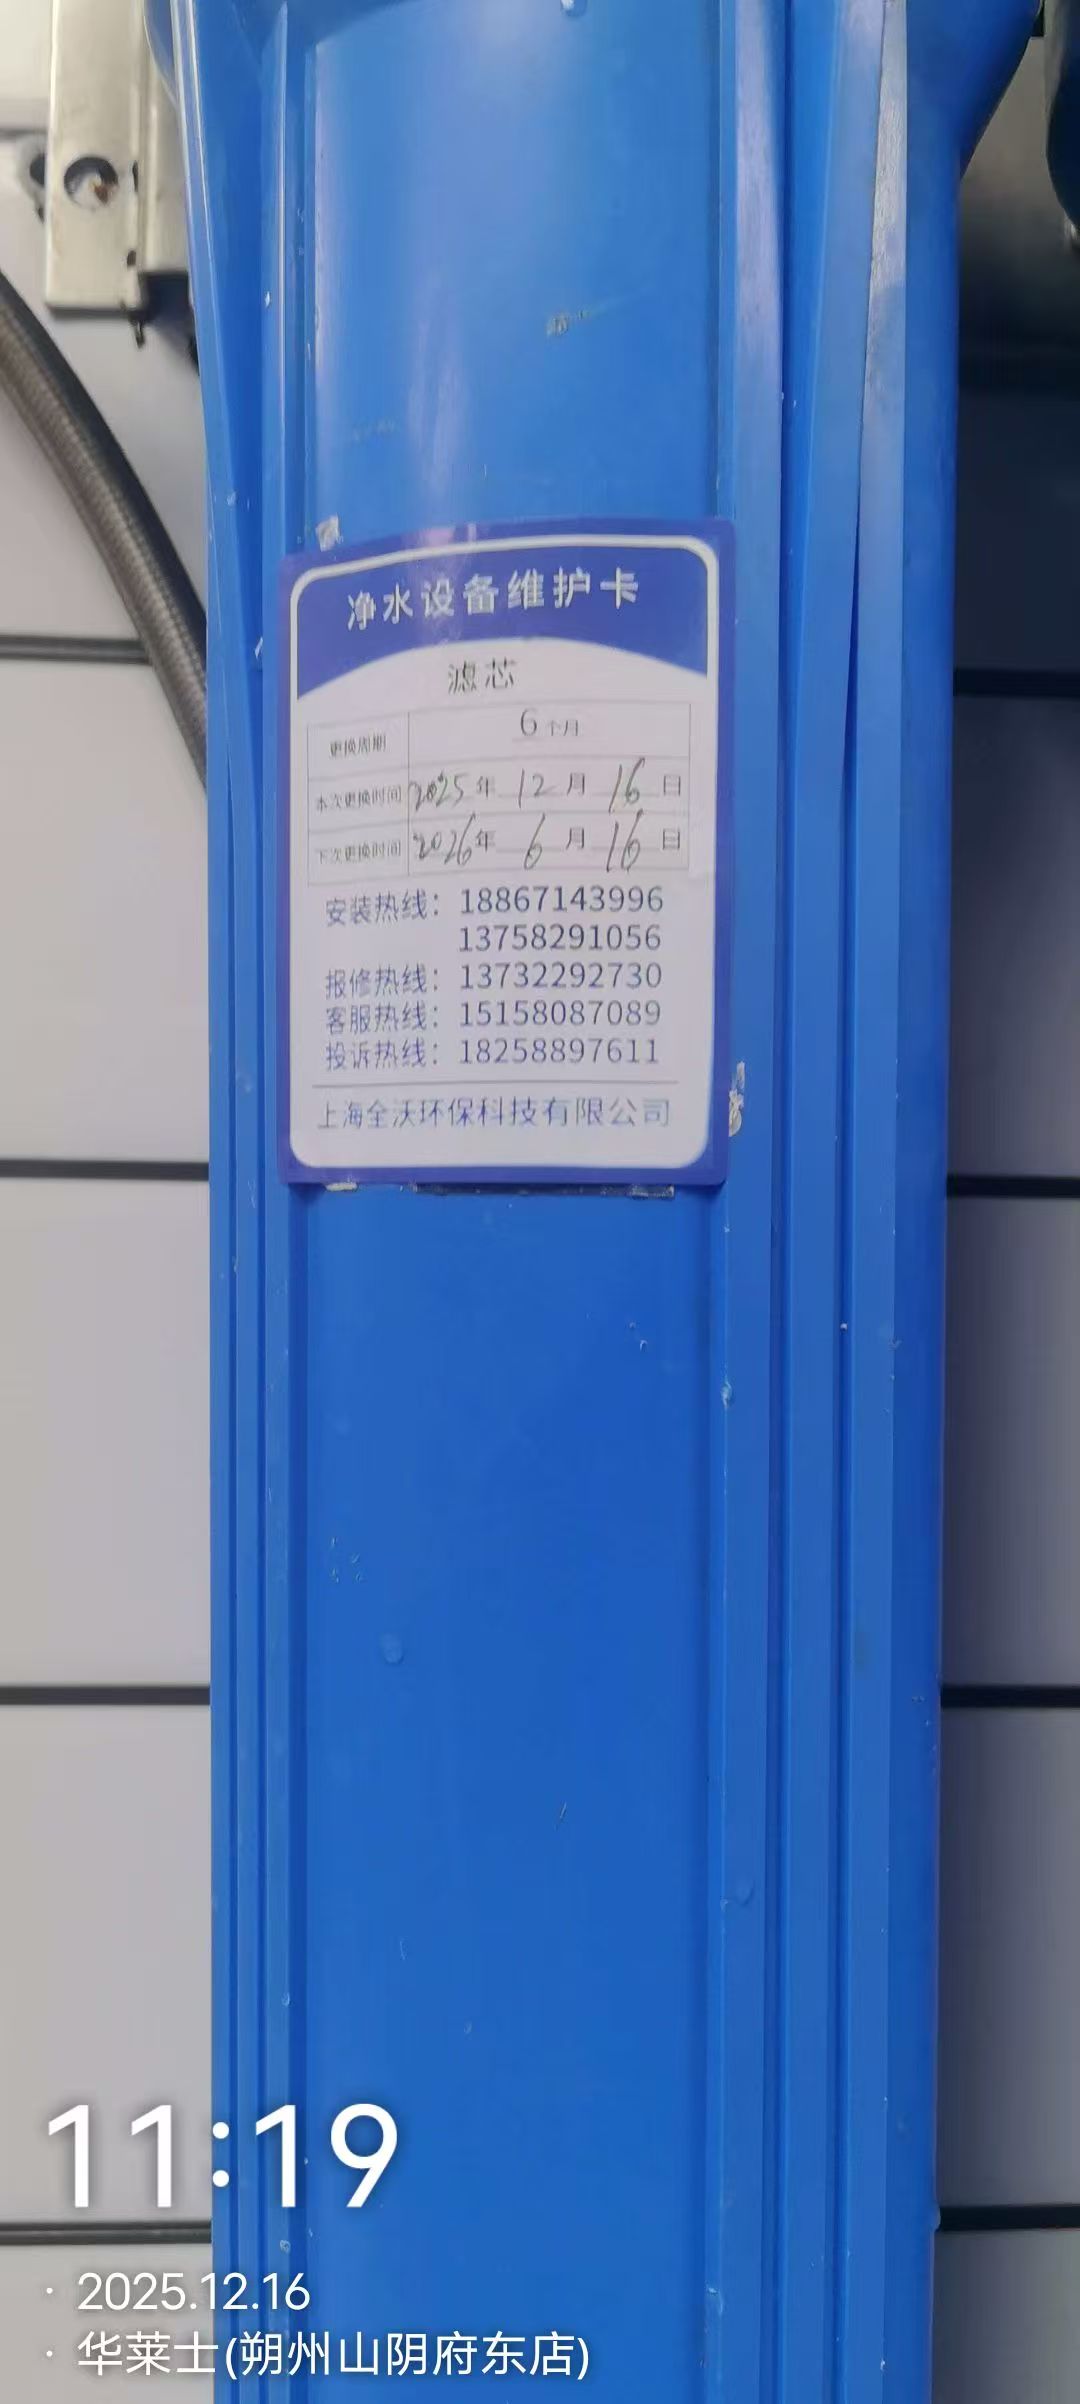 净水设备维护卡
滤芯
更换周期 6个月
本次更换时间 2025年 12月 16日
下次更换时间 2026年 6月 16日
安装热线：18867143996
13758291056
报修热线：13732292730
客服热线：15158087089
投诉热线：18258897611
上海全沃环保科技有限公司
11:19
· 2025.12.16
· 华莱士(朔州山阴府东店)